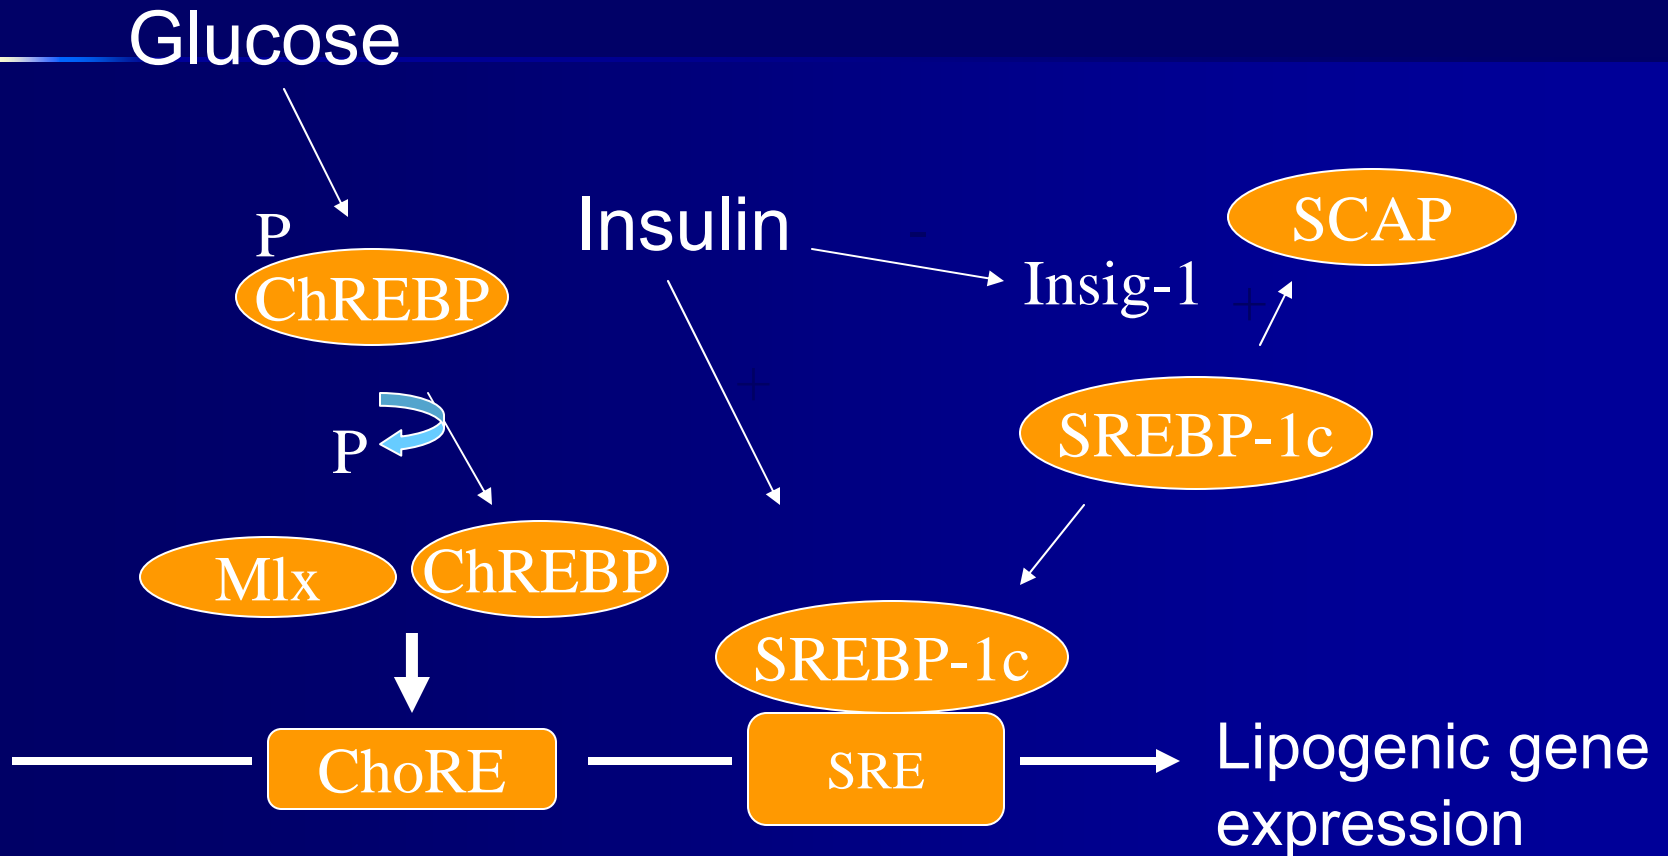 Glucose
P
ChREBP
Insulin
-
Insig-1
SCAP
+
+
SREBP-1c
P
Mlx
ChREBP
SREBP-1c
ChoRE
SRE
Lipogenic gene
expression